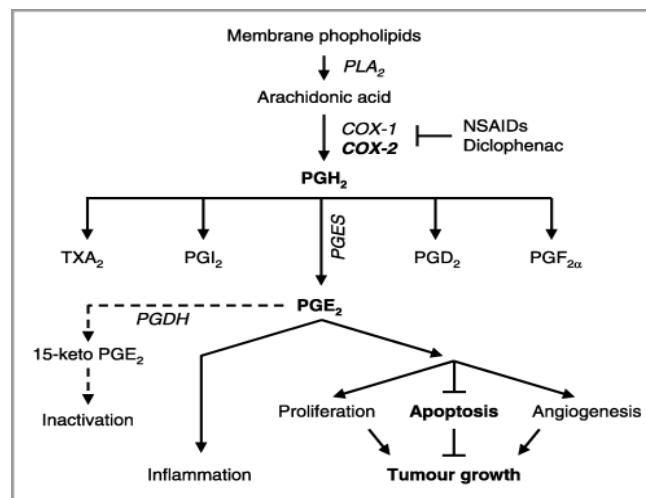 Membrane phopholipids
PLA₂
Arachidonic acid
COX-1
COX-2
NSAIDs
Diclophenac
PGH₂
TXA₂
PGI₂
PGES
PGD₂
PGF₂α
PGE₂
PGDH
15-keto PGE₂
Inactivation
Proliferation
Apoptosis
Angiogenesis
Inflammation
Tumour growth